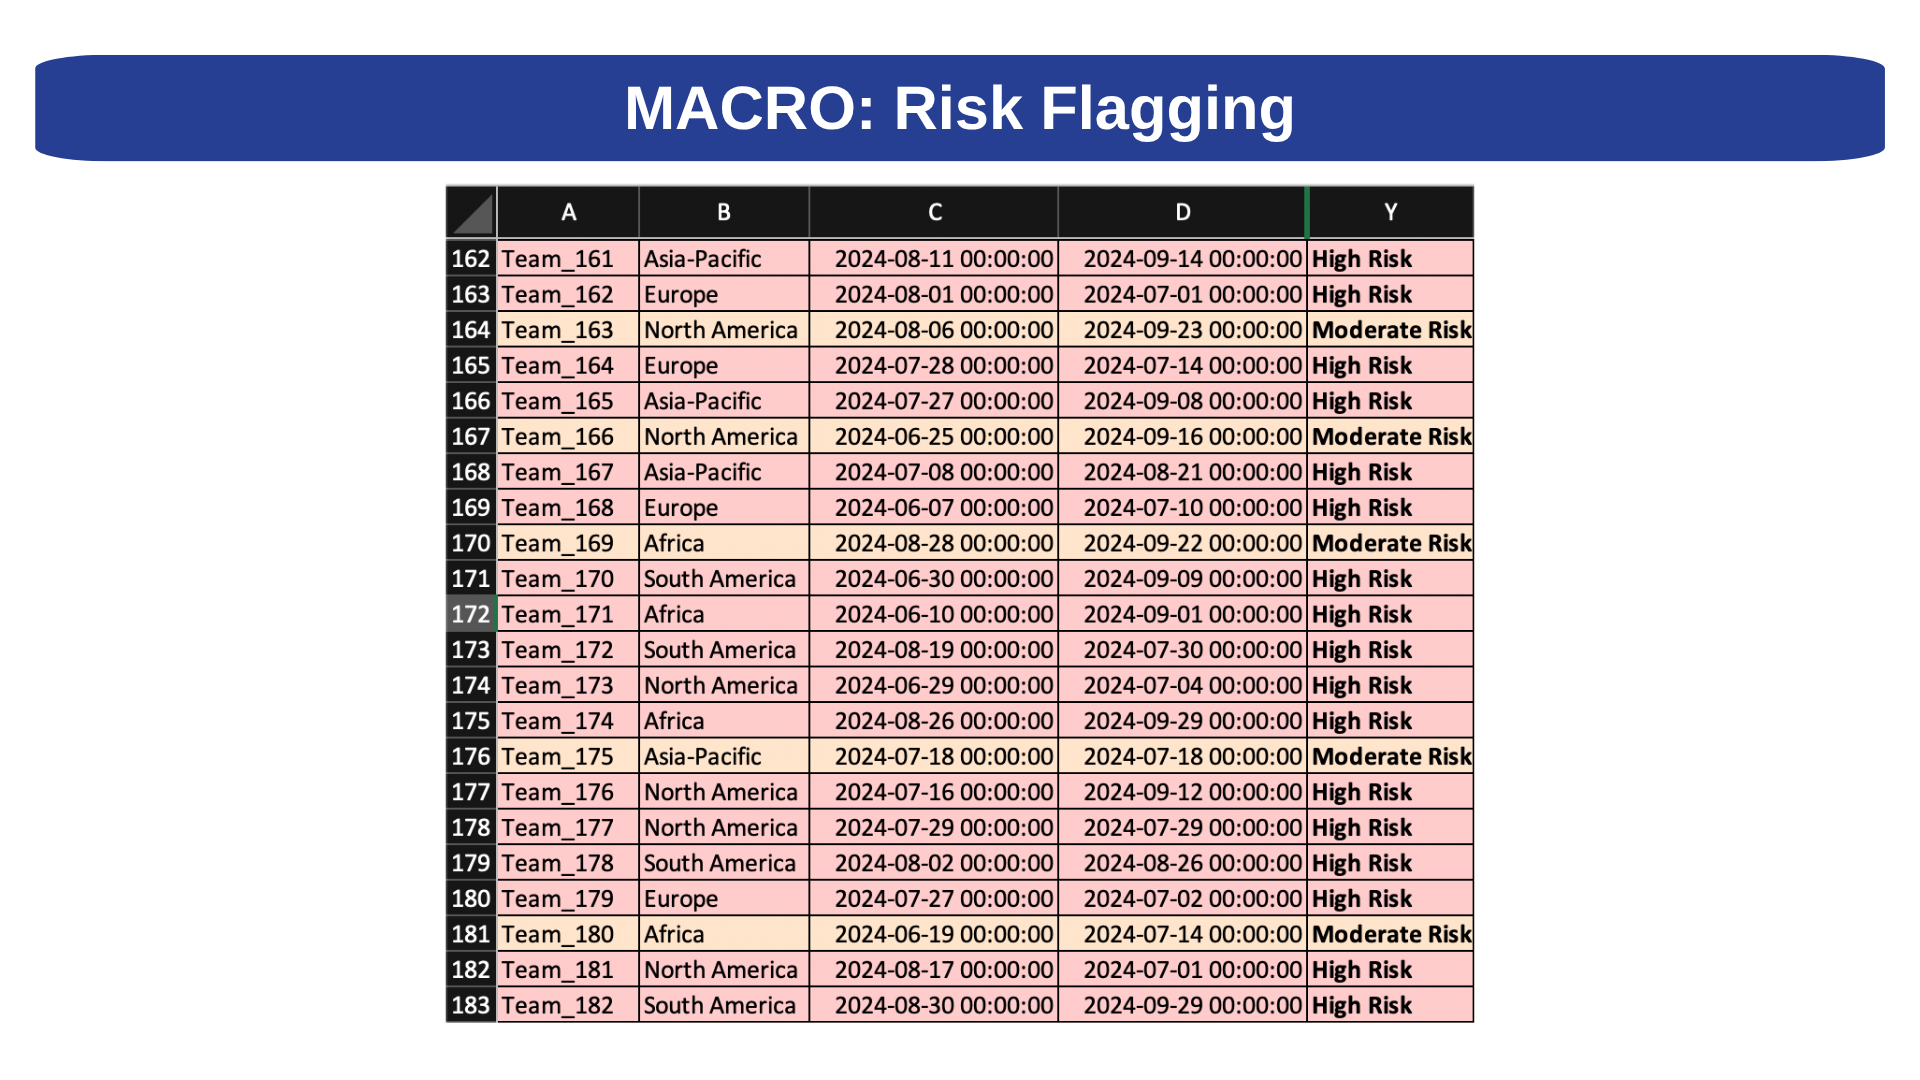 MACRO: Risk Flagging
A B C D Y
162 Team_161 Asia-Pacific 2024-08-11 00:00:00 2024-09-14 00:00:00 High Risk
163 Team_162 Europe 2024-08-01 00:00:00 2024-07-01 00:00:00 High Risk
164 Team_163 North America 2024-08-06 00:00:00 2024-09-23 00:00:00 Moderate Risk
165 Team_164 Europe 2024-07-28 00:00:00 2024-07-14 00:00:00 High Risk
166 Team_165 Asia-Pacific 2024-07-27 00:00:00 2024-09-08 00:00:00 High Risk
167 Team_166 North America 2024-06-25 00:00:00 2024-09-16 00:00:00 Moderate Risk
168 Team_167 Asia-Pacific 2024-07-08 00:00:00 2024-08-21 00:00:00 High Risk
169 Team_168 Europe 2024-06-07 00:00:00 2024-07-10 00:00:00 High Risk
170 Team_169 Africa 2024-08-28 00:00:00 2024-09-22 00:00:00 Moderate Risk
171 Team_170 South America 2024-06-30 00:00:00 2024-09-09 00:00:00 High Risk
172 Team_171 Africa 2024-06-10 00:00:00 2024-09-01 00:00:00 High Risk
173 Team_172 South America 2024-08-19 00:00:00 2024-07-30 00:00:00 High Risk
174 Team_173 North America 2024-06-29 00:00:00 2024-07-04 00:00:00 High Risk
175 Team_174 Africa 2024-08-26 00:00:00 2024-09-29 00:00:00 High Risk
176 Team_175 Asia-Pacific 2024-07-18 00:00:00 2024-07-18 00:00:00 Moderate Risk
177 Team_176 North America 2024-07-16 00:00:00 2024-09-12 00:00:00 High Risk
178 Team_177 North America 2024-07-29 00:00:00 2024-07-29 00:00:00 High Risk
179 Team_178 South America 2024-08-02 00:00:00 2024-08-26 00:00:00 High Risk
180 Team_179 Europe 2024-07-27 00:00:00 2024-07-02 00:00:00 High Risk
181 Team_180 Africa 2024-06-19 00:00:00 2024-07-14 00:00:00 Moderate Risk
182 Team_181 North America 2024-08-17 00:00:00 2024-07-01 00:00:00 High Risk
183 Team_182 South America 2024-08-30 00:00:00 2024-09-29 00:00:00 High Risk